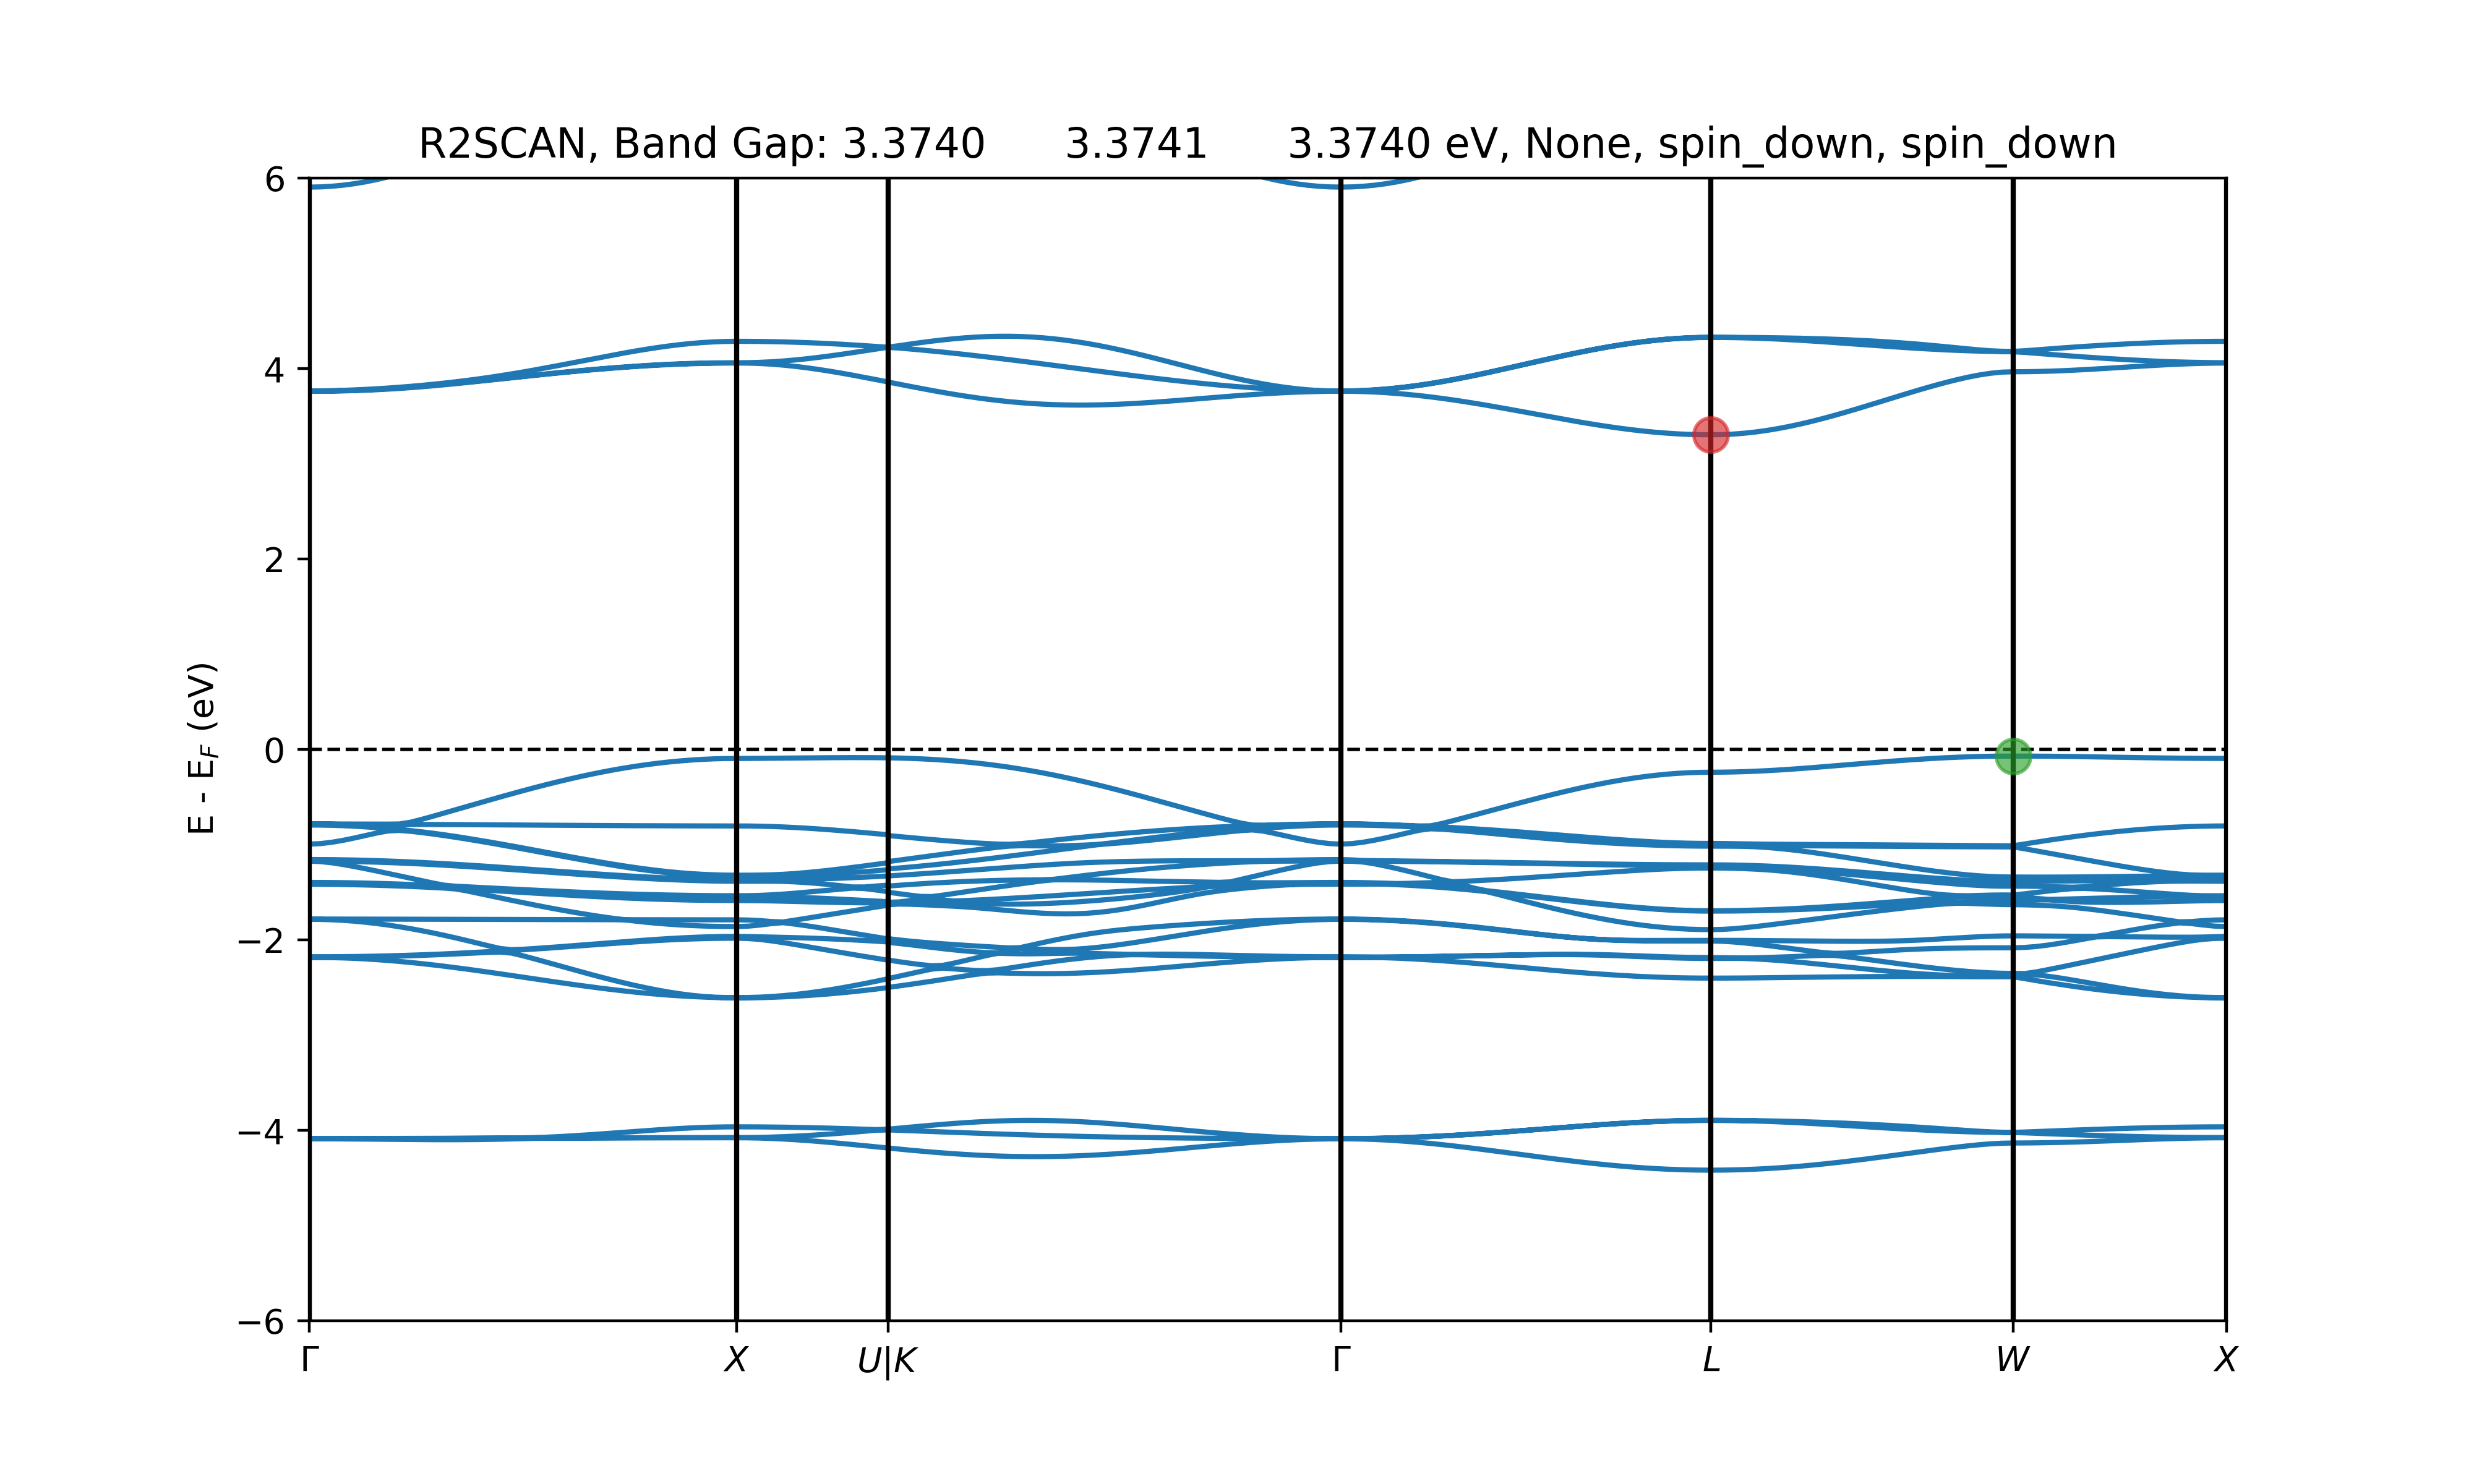 R2SCAN, Band Gap: 3.3740 3.3741 3.3740 eV, None, spin_down, spin_down
E - E_F (eV)
6
4
2
0
−2
−4
−6
Γ X U|K Γ L W X